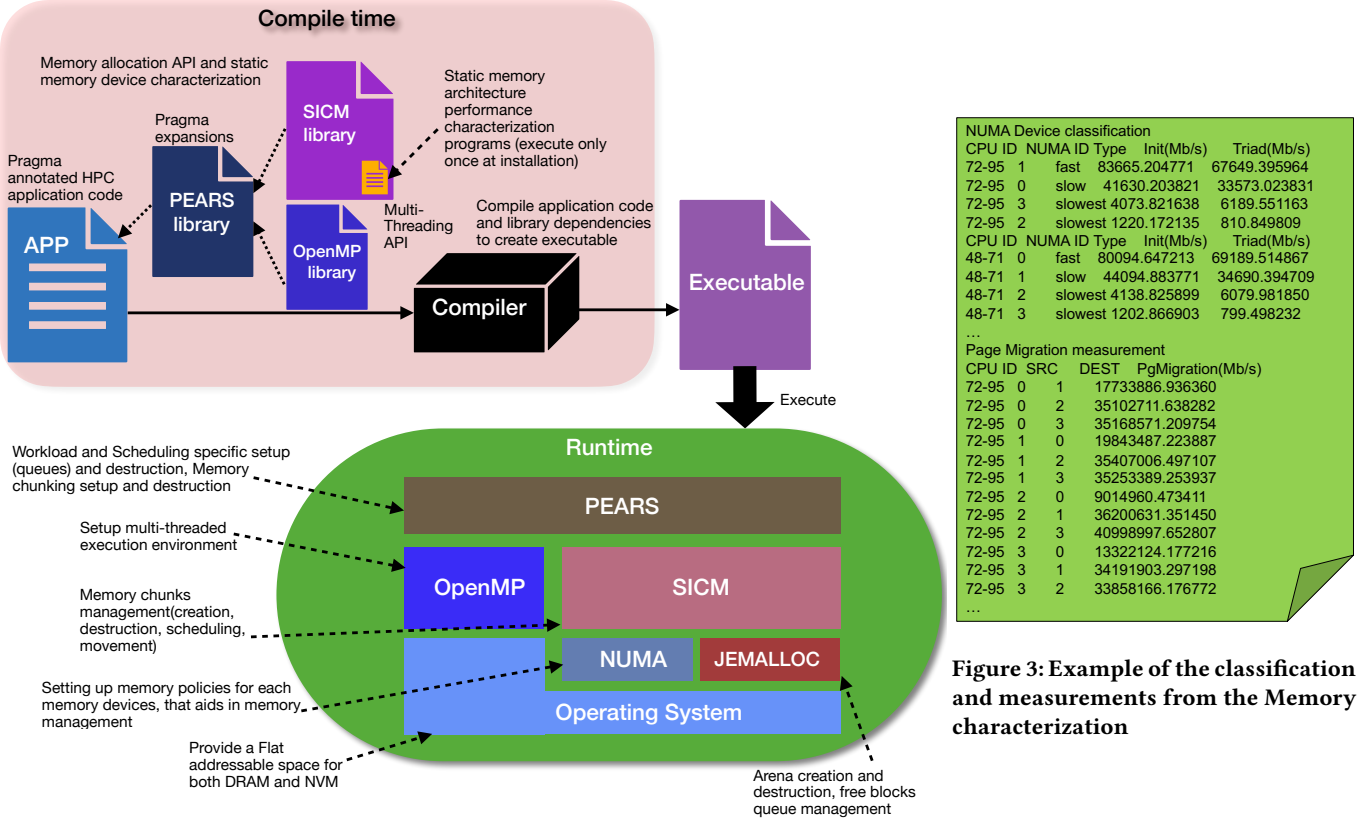 Compile time
Memory allocation API and static
memory device characterization
SICM
library
Static memory
architecture
performance
characterization
programs (execute only
once at installation)
Pragma
expansions
Pragma
annotated HPC
application code
PEARS
library
APP
OpenMP
library
Multi-
Threading
API
Compile application code
and library dependencies
to create executable
Compiler
Executable
Execute
Runtime
Workload and Scheduling specific setup
(queues) and destruction, Memory
chunking setup and destruction
PEARS
Setup multi-threaded
execution environment
OpenMP
SICM
Memory chunks
management(creation,
destruction, scheduling,
movement)
NUMA
JEMALLOC
Setting up memory policies for each
memory devices, that aids in memory
management
Operating System
Provide a Flat
addressable space for
both DRAM and NVM
Arena creation and
destruction, free blocks
queue management
NUMA Device classification
CPU ID NUMA ID Type Init(Mb/s) Triad(Mb/s)
72-95 1 fast 83665.204771 67649.395964
72-95 0 slow 41630.203821 33573.023831
72-95 3 slowest 4073.821638 6189.551163
72-95 2 slowest 1220.172135 810.849809
CPU ID NUMA ID Type Init(Mb/s) Triad(Mb/s)
48-71 0 fast 80094.647213 69189.514867
48-71 1 slow 44094.883771 34690.394709
48-71 2 slowest 4138.825899 6079.981850
48-71 3 slowest 1202.866903 799.498232
…
Page Migration measurement
CPU ID SRC DEST PgMigration(Mb/s)
72-95 0 1 17733886.936360
72-95 0 2 35102711.638282
72-95 0 3 35168571.209754
72-95 1 0 19843487.223887
72-95 1 2 35407006.497107
72-95 1 3 35253389.253937
72-95 2 0 9014960.473411
72-95 2 1 36200631.351450
72-95 2 3 40998997.652807
72-95 3 0 13322124.177216
72-95 3 1 34191903.297198
72-95 3 2 33858166.176772
…
Figure 3: Example of the classification
and measurements from the Memory
characterization